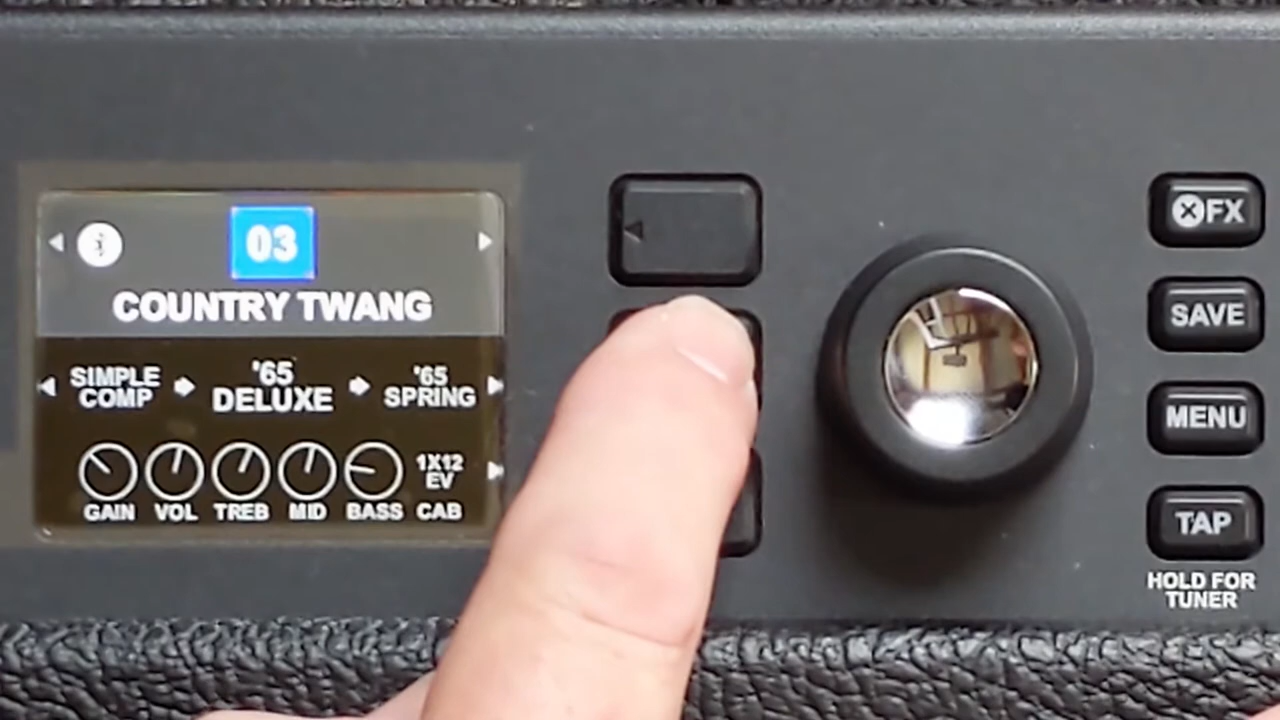 03
COUNTRY TWANG
SIMPLE
COMP
'65
DELUXE
'65
SPRING
1X12
EV
GAIN VOL TREB MID BASS CAB
FX
SAVE
MENU
TAP
HOLD FOR
TUNER